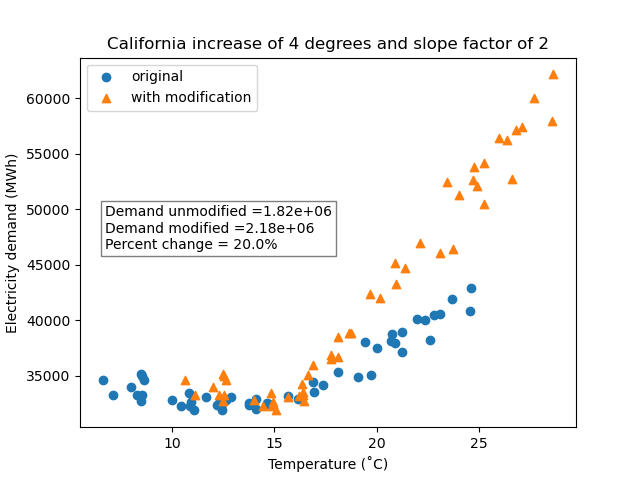 California increase of 4 degrees and slope factor of 2
original
with modification
Demand unmodified =1.82e+06
Demand modified =2.18e+06
Percent change = 20.0%
Electricity demand (MWh)
60000
55000
50000
45000
40000
35000
10
15
20
25
Temperature (˚C)